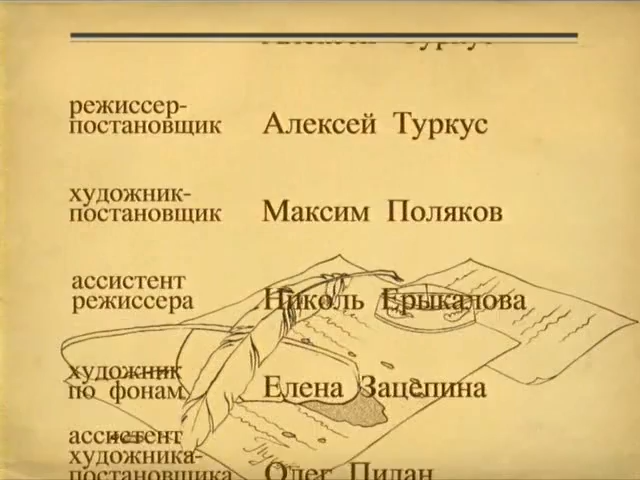 режиссер-
постановщик Алексей Туркус
художник-
постановщик Максим Поляков
ассистент
режиссера Николь Ерыкалова
художник
по фонам Елена Зацепина
ассистент
художника-
постановщика Олег Пидан